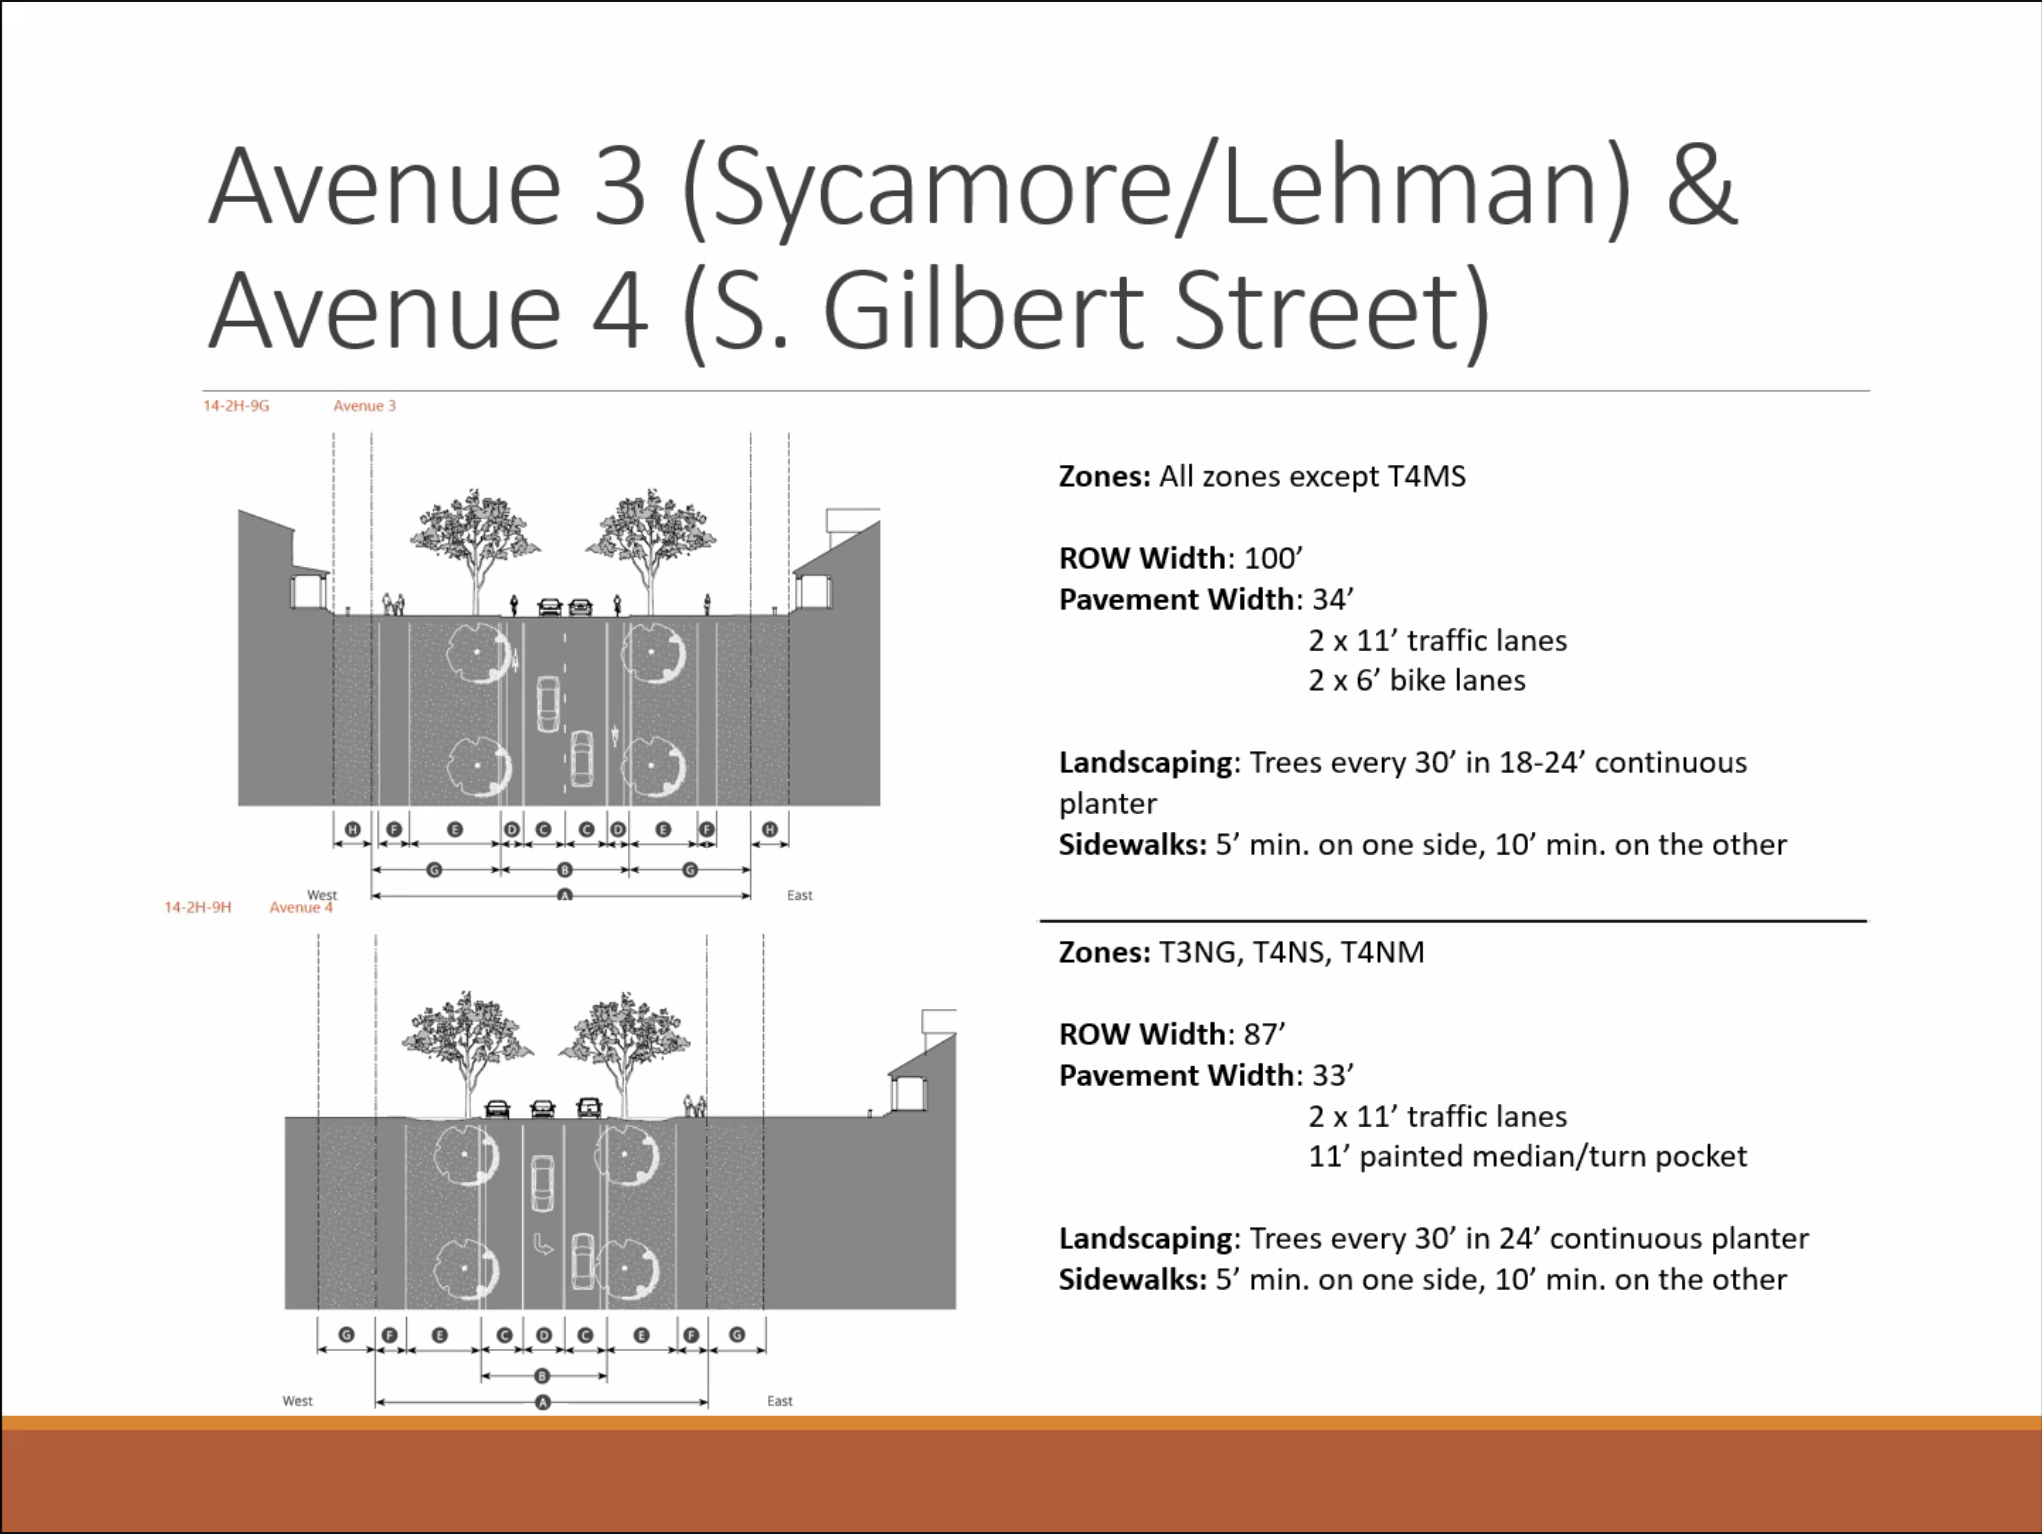 Avenue 3 (Sycamore/Lehman) &
Avenue 4 (S. Gilbert Street)
14-2H-9G Avenue 3
H F E D C C D E F H
G B G
West A East
14-2H-9H Avenue 4
G F E C D C E F G
B
West A East
Zones: All zones except T4MS
ROW Width: 100’
Pavement Width: 34’
2 x 11’ traffic lanes
2 x 6’ bike lanes
Landscaping: Trees every 30’ in 18-24’ continuous
planter
Sidewalks: 5’ min. on one side, 10’ min. on the other
Zones: T3NG, T4NS, T4NM
ROW Width: 87’
Pavement Width: 33’
2 x 11’ traffic lanes
11’ painted median/turn pocket
Landscaping: Trees every 30’ in 24’ continuous planter
Sidewalks: 5’ min. on one side, 10’ min. on the other